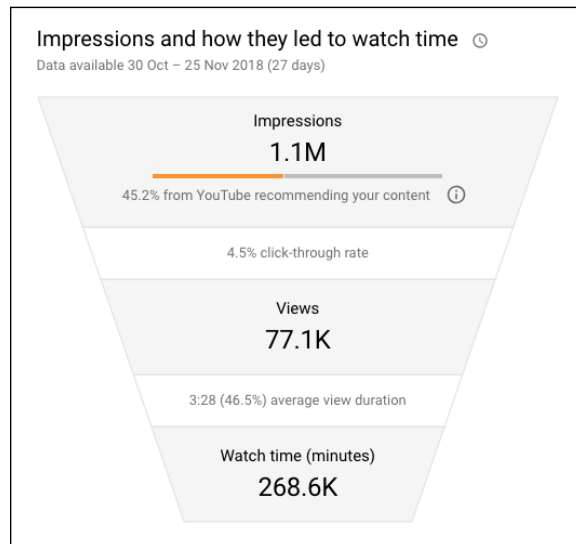 Impressions and how they led to watch time
Data available 30 Oct – 25 Nov 2018 (27 days)
Impressions
1.1M
45.2% from YouTube recommending your content
4.5% click-through rate
Views
77.1K
3:28 (46.5%) average view duration
Watch time (minutes)
268.6K